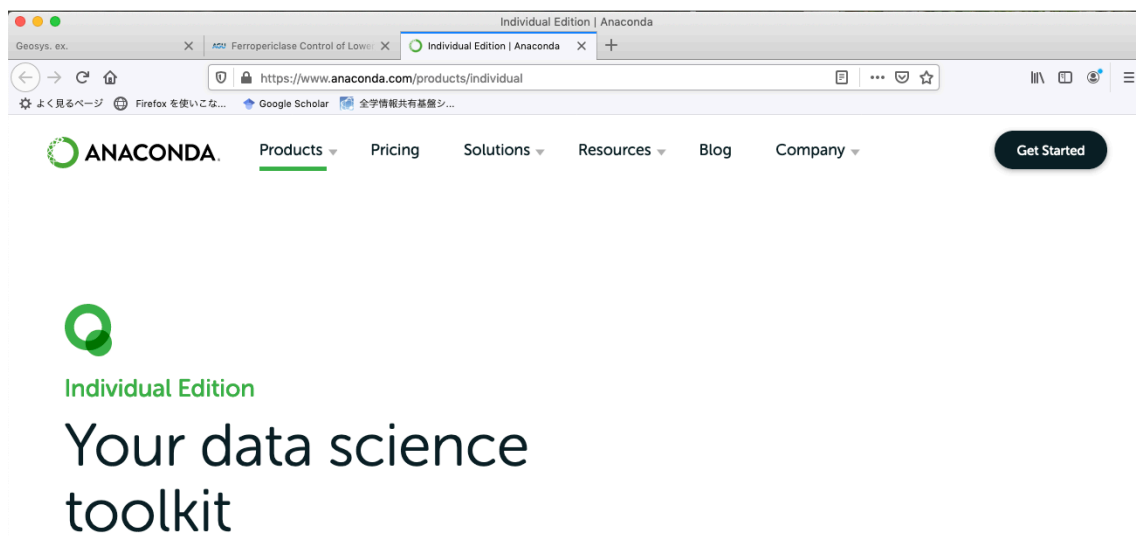 Individual Edition | Anaconda
Geosys. ex. AGU Ferropericlase Control of Lower Individual Edition | Anaconda
https://www.anaconda.com/products/individual
よく見るページ Firefox を使いこな... Google Scholar 全学情報共有基盤シ...
ANACONDA. Products Pricing Solutions Resources Blog Company Get Started
Individual Edition
Your data science
toolkit